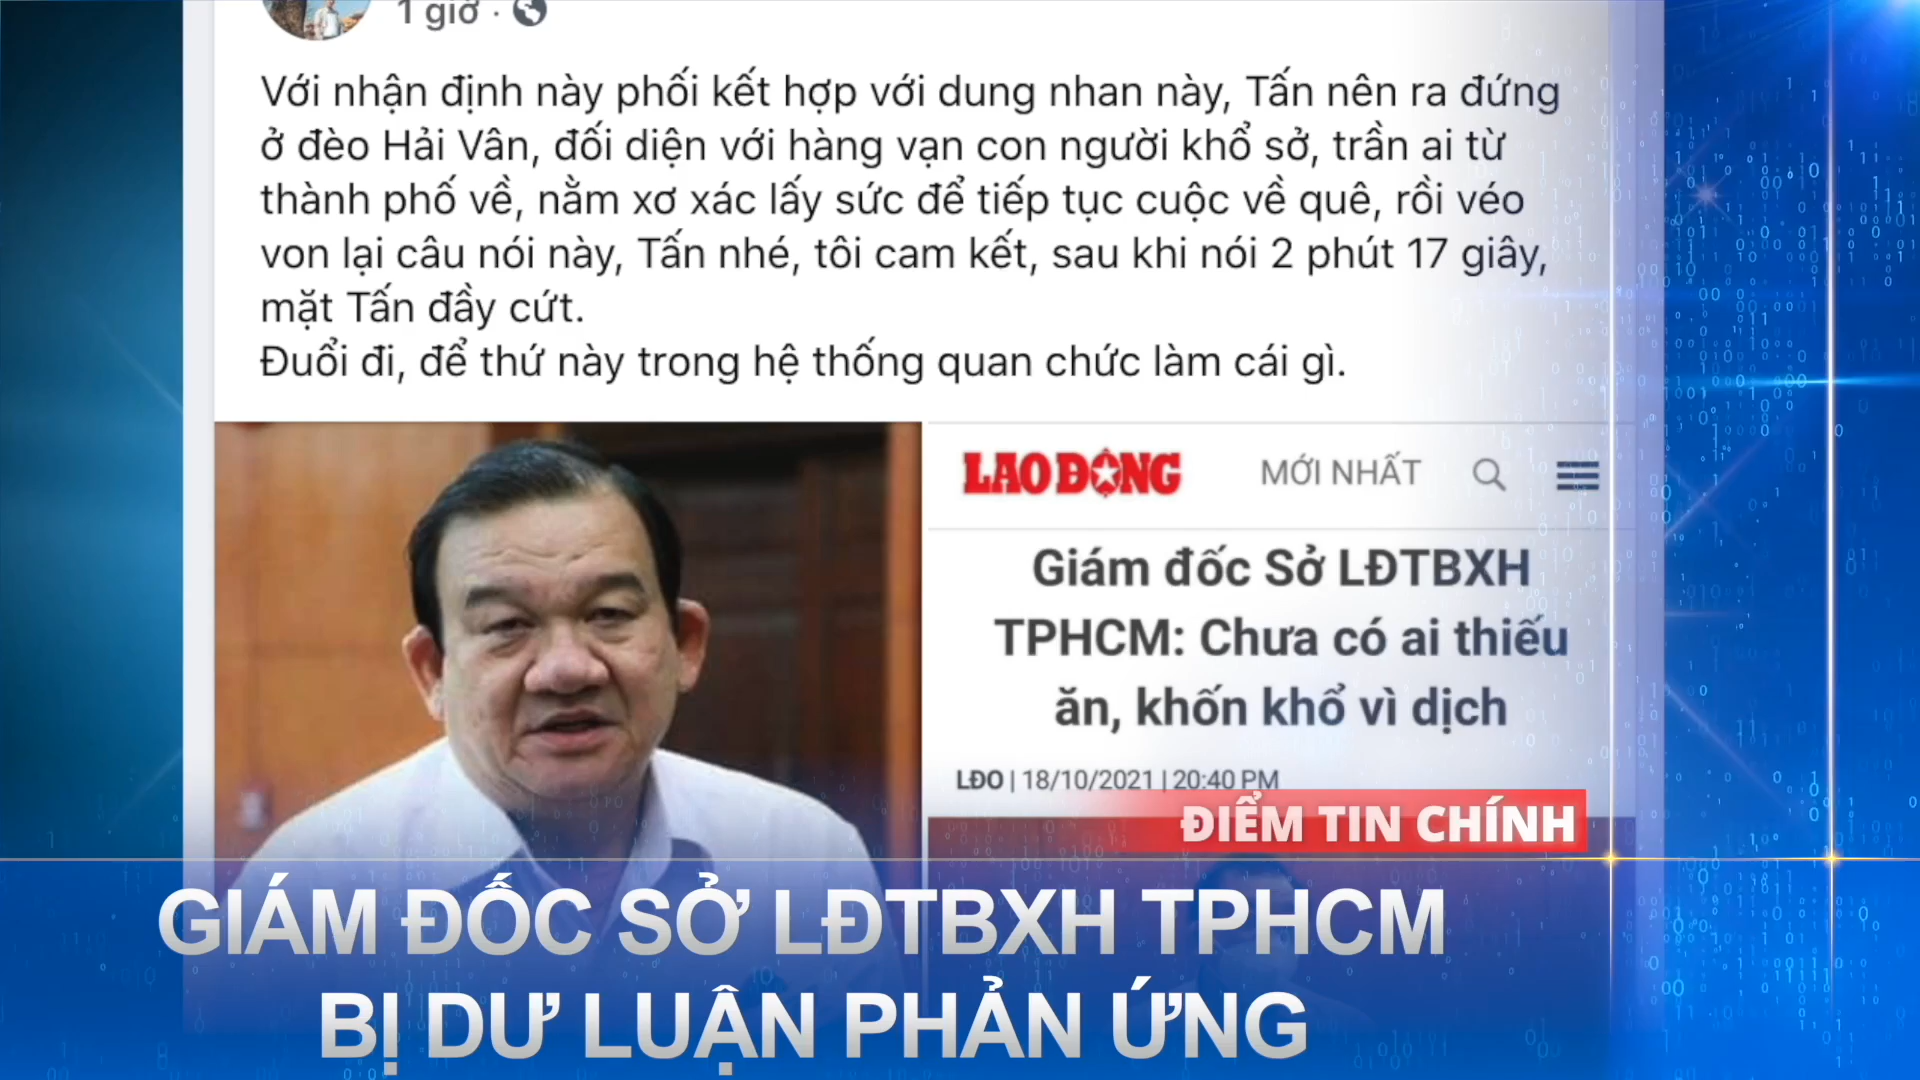 1 giờ ·
Với nhận định này phối kết hợp với dung nhan này, Tấn nên ra đứng
ở đèo Hải Vân, đối diện với hàng vạn con người khổ sở, trần ai từ
thành phố về, nằm xơ xác lấy sức để tiếp tục cuộc về quê, rồi véo
von lại câu nói này, Tấn nhé, tôi cam kết, sau khi nói 2 phút 17 giây,
mặt Tấn đầy cứt.
Đuổi đi, để thứ này trong hệ thống quan chức làm cái gì.
LAO ĐỘNG MỚI NHẤT
Giám đốc Sở LĐTBXH
TPHCM: Chưa có ai thiếu
ăn, khốn khổ vì dịch
LĐO | 18/10/2021 | 20:40 PM
ĐIỂM TIN CHÍNH
GIÁM ĐỐC SỞ LĐTBXH TPHCM
BỊ DƯ LUẬN PHẢN ỨNG